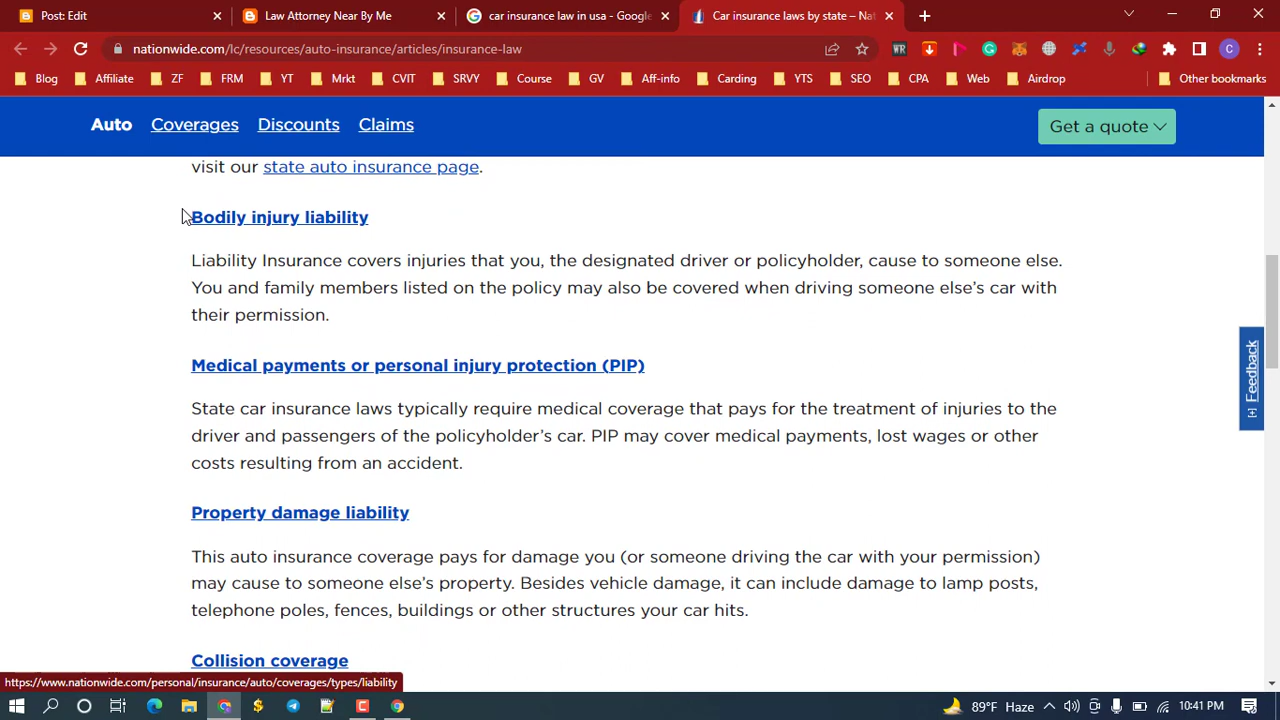 Post: Edit
Law Attorney Near By Me
car insurance law in usa - Google
Car insurance laws by state – Nat
nationwide.com/lc/resources/auto-insurance/articles/insurance-law
Blog
Affiliate
ZF
FRM
YT
Mrkt
CVIT
SRVY
Course
GV
Aff-info
Carding
YTS
SEO
CPA
Web
Airdrop
Other bookmarks
Auto
Coverages
Discounts
Claims
Get a quote
visit our state auto insurance page.
Bodily injury liability
Liability Insurance covers injuries that you, the designated driver or policyholder, cause to someone else.
You and family members listed on the policy may also be covered when driving someone else’s car with
their permission.
Medical payments or personal injury protection (PIP)
State car insurance laws typically require medical coverage that pays for the treatment of injuries to the
driver and passengers of the policyholder’s car. PIP may cover medical payments, lost wages or other
costs resulting from an accident.
Property damage liability
This auto insurance coverage pays for damage you (or someone driving the car with your permission)
may cause to someone else’s property. Besides vehicle damage, it can include damage to lamp posts,
telephone poles, fences, buildings or other structures your car hits.
Collision coverage
Feedback
https://www.nationwide.com/personal/insurance/auto/coverages/types/liability
89°F Haze
10:41 PM